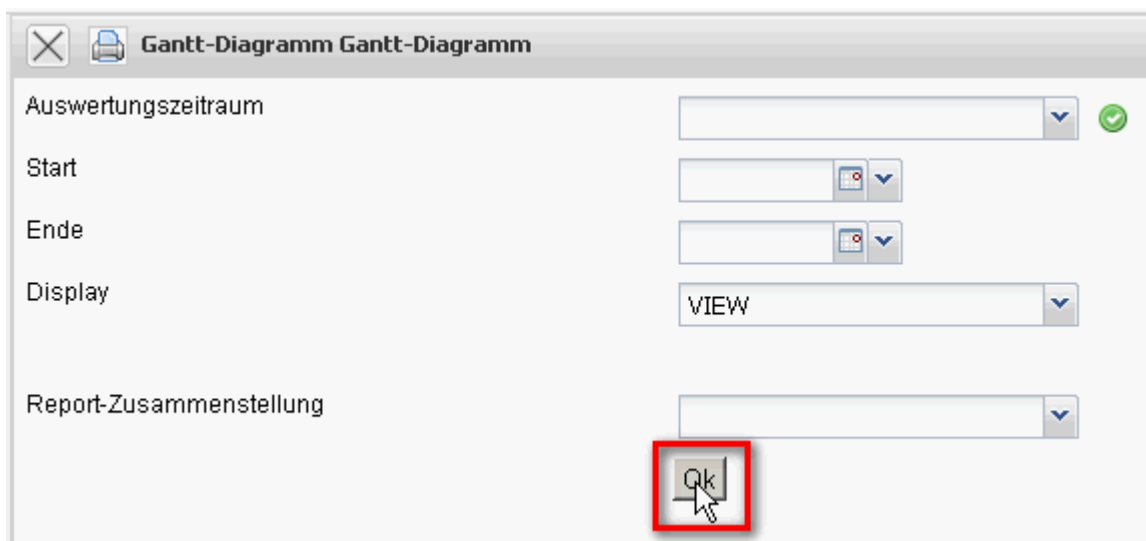 Gantt-Diagramm Gantt-Diagramm
Auswertungszeitraum
Start
Ende
Display
VIEW
Report-Zusammenstellung
Ok